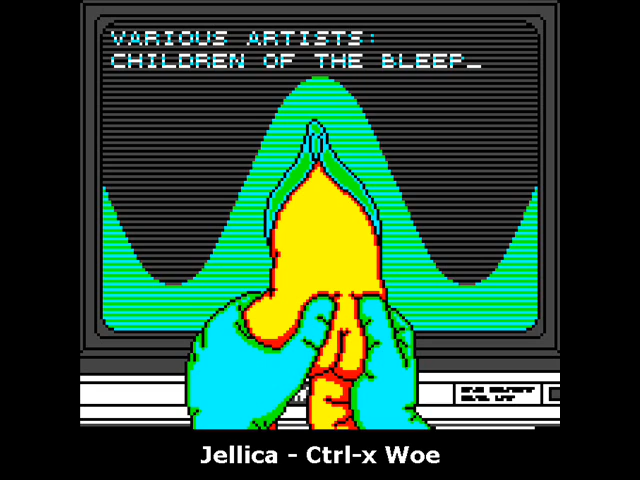 VARIOUS ARTISTS:
CHILDREN OF THE BLEEP_
Jellica - Ctrl-x Woe